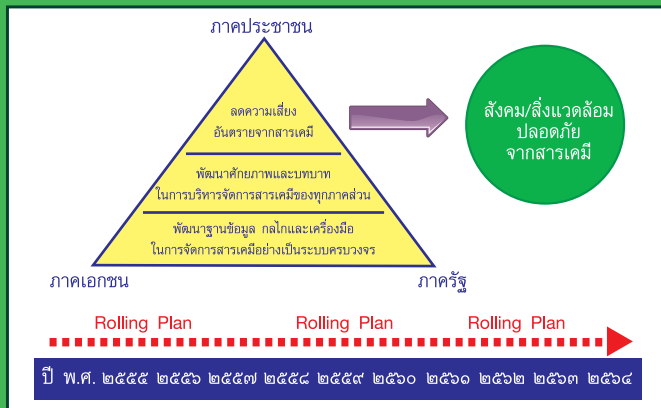 ภาคประชาชน
ลดความเสี่ยง
อันตรายจากสารเคมี
พัฒนาศักยภาพและบทบาท
ในการบริหารจัดการสารเคมีของทุกภาคส่วน
พัฒนาฐานข้อมูล กลไกและเครื่องมือ
ในการจัดการสารเคมีอย่างเป็นระบบครบวงจร
ภาคเอกชน
ภาครัฐ
สังคม/สิ่งแวดล้อม
ปลอดภัย
จากสารเคมี
Rolling Plan Rolling Plan Rolling Plan
ปี พ.ศ. ๒๕๕๕ ๒๕๕๖ ๒๕๕๗ ๒๕๕๘ ๒๕๕๙ ๒๕๖๐ ๒๕๖๑ ๒๕๖๒ ๒๕๖๓ ๒๕๖๔